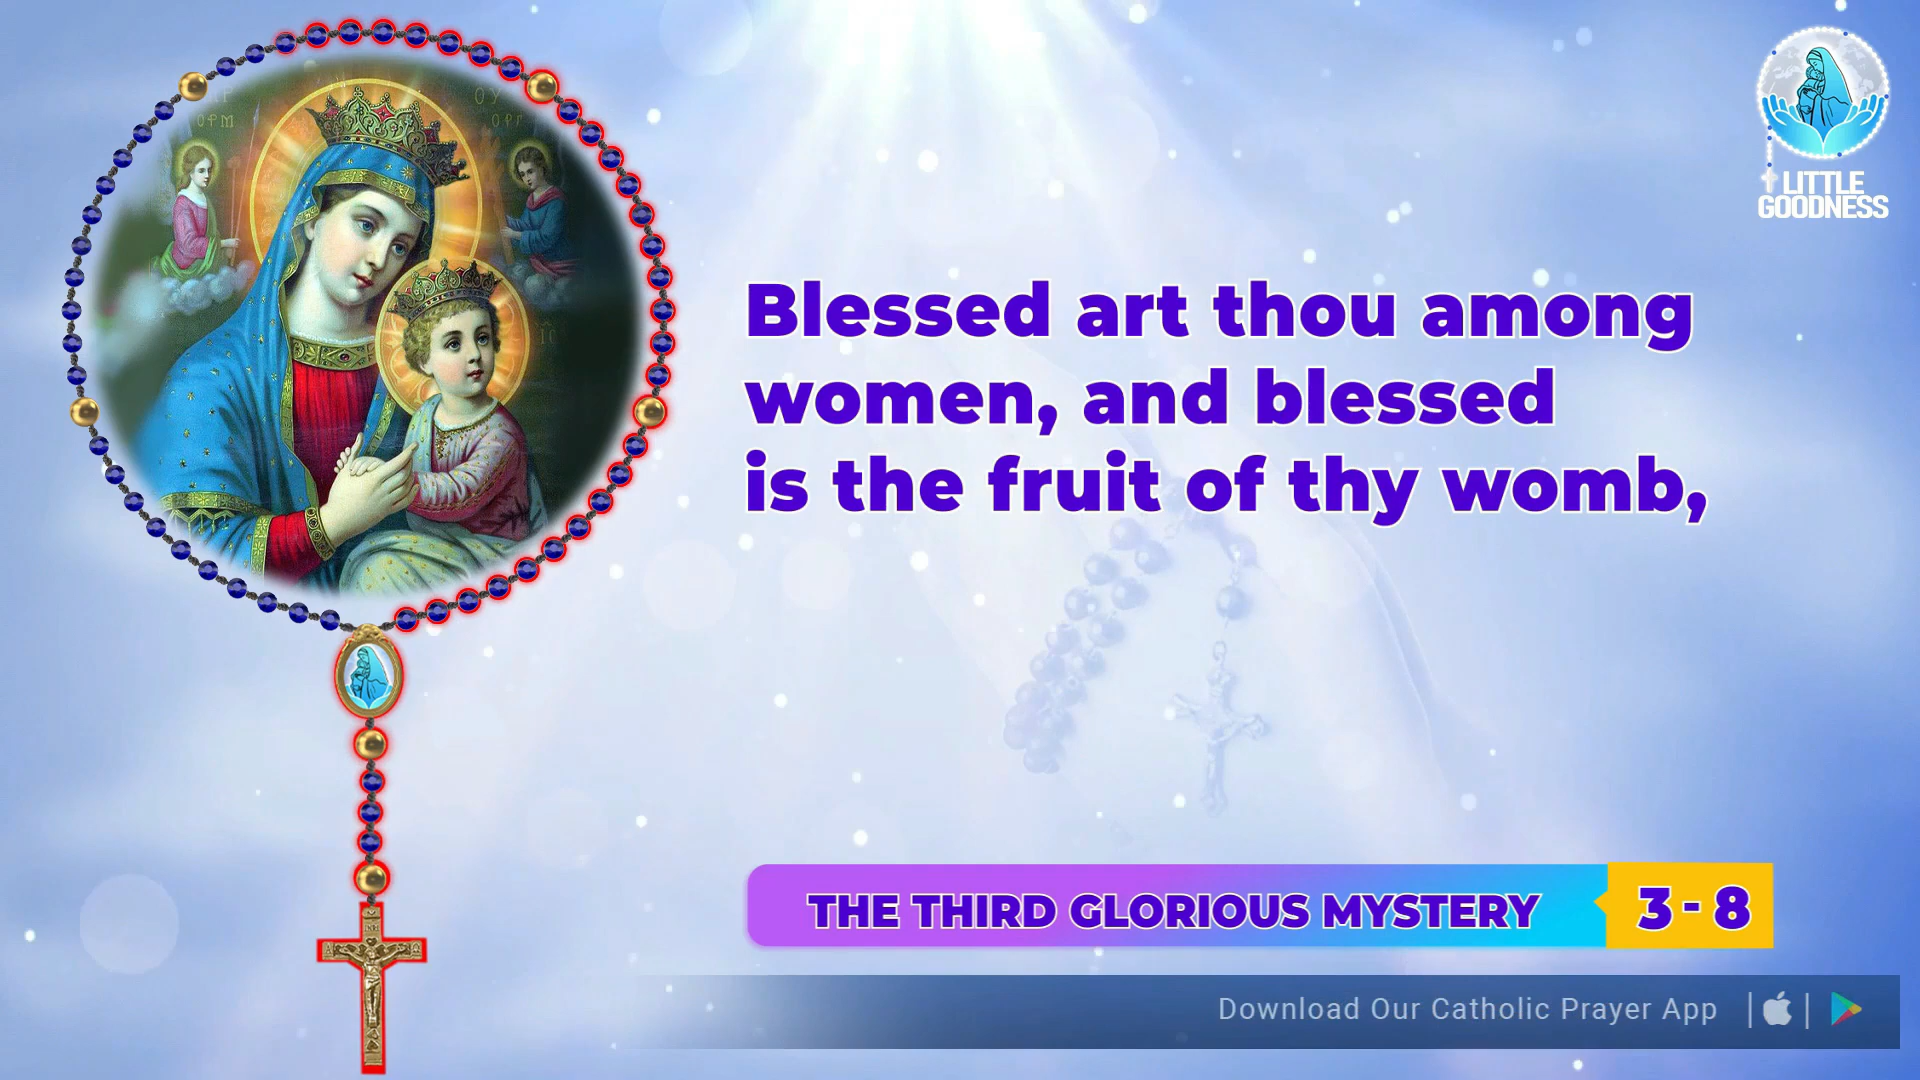 LITTLE
GOODNESS
Blessed art thou among
women, and blessed
is the fruit of thy womb,
THE THIRD GLORIOUS MYSTERY
3 - 8
Download Our Catholic Prayer App
INRI